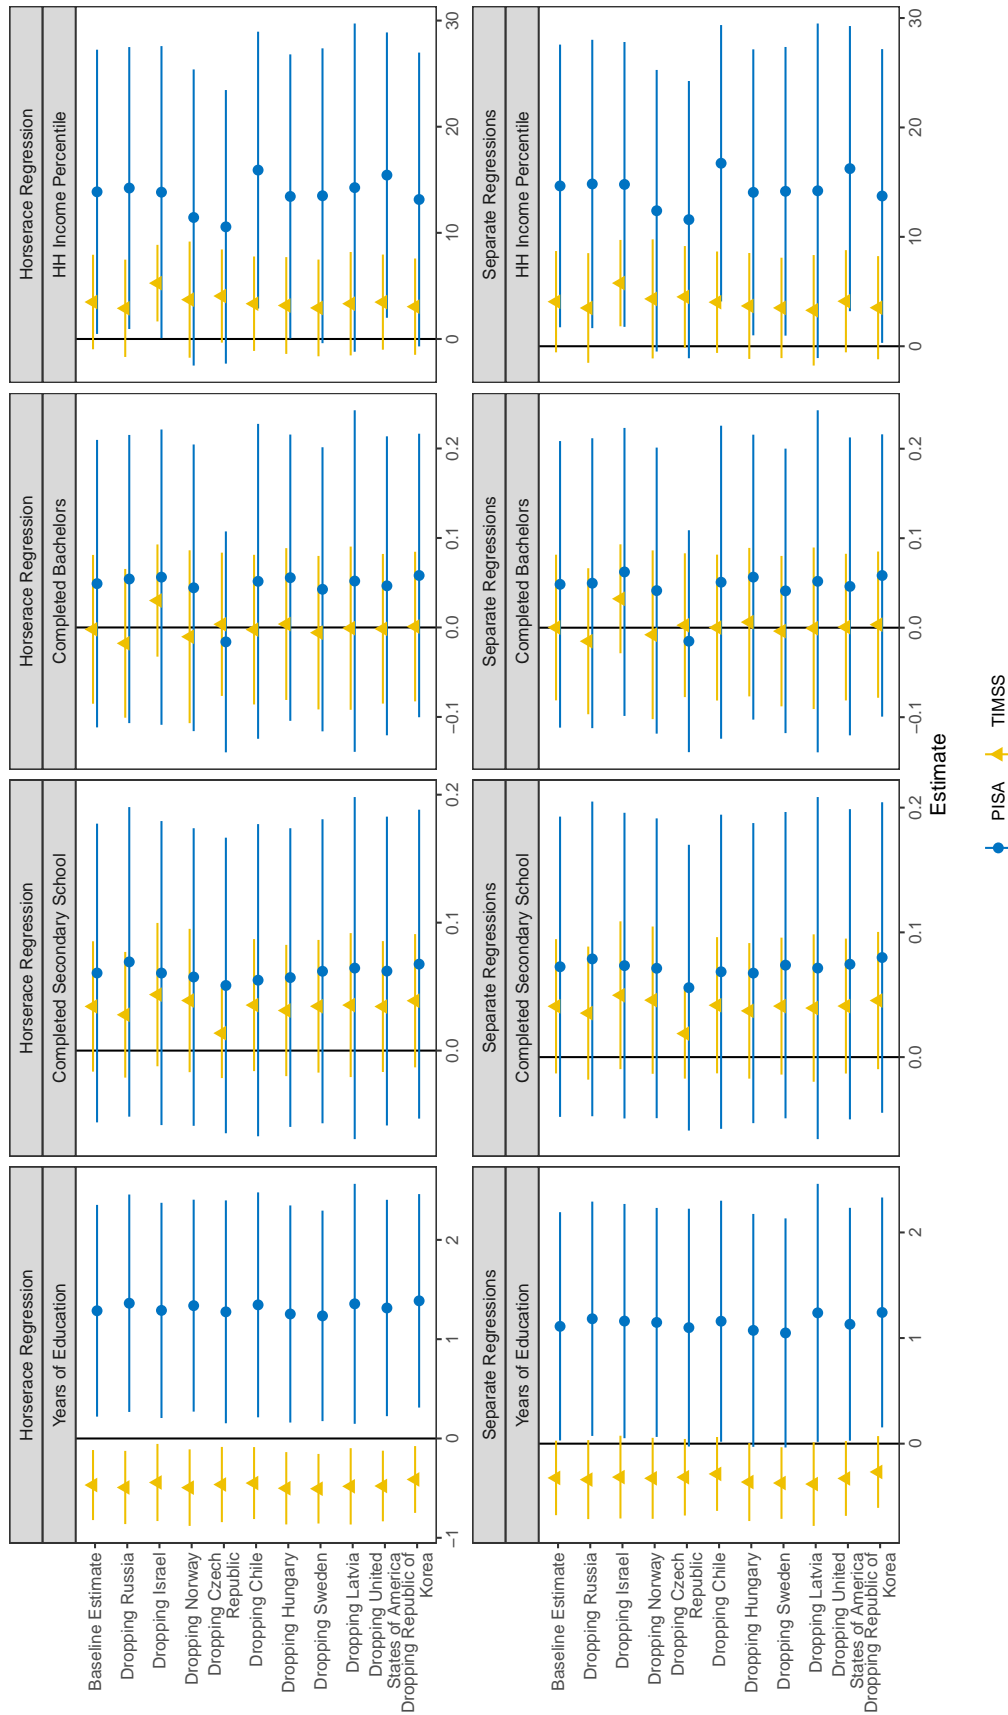 Horserace Regression
Years of Education
Horserace Regression
Completed Secondary School
Horserace Regression
Completed Bachelors
Horserace Regression
HH Income Percentile
Baseline Estimate
Dropping Russia
Dropping Israel
Dropping Norway
Dropping Czech
Republic
Dropping Chile
Dropping Hungary
Dropping Sweden
Dropping Latvia
Dropping United
States of America
Dropping Republic of
Korea
−1 0 1 2
0.0 0.1 0.2
−0.1 0.0 0.1 0.2
0 10 20 30
Separate Regressions
Years of Education
Separate Regressions
Completed Secondary School
Separate Regressions
Completed Bachelors
Separate Regressions
HH Income Percentile
Baseline Estimate
Dropping Russia
Dropping Israel
Dropping Norway
Dropping Czech
Republic
Dropping Chile
Dropping Hungary
Dropping Sweden
Dropping Latvia
Dropping United
States of America
Dropping Republic of
Korea
0 1 2
0.0 0.1 0.2
−0.1 0.0 0.1 0.2
0 10 20 30
Estimate
PISA TIMSS